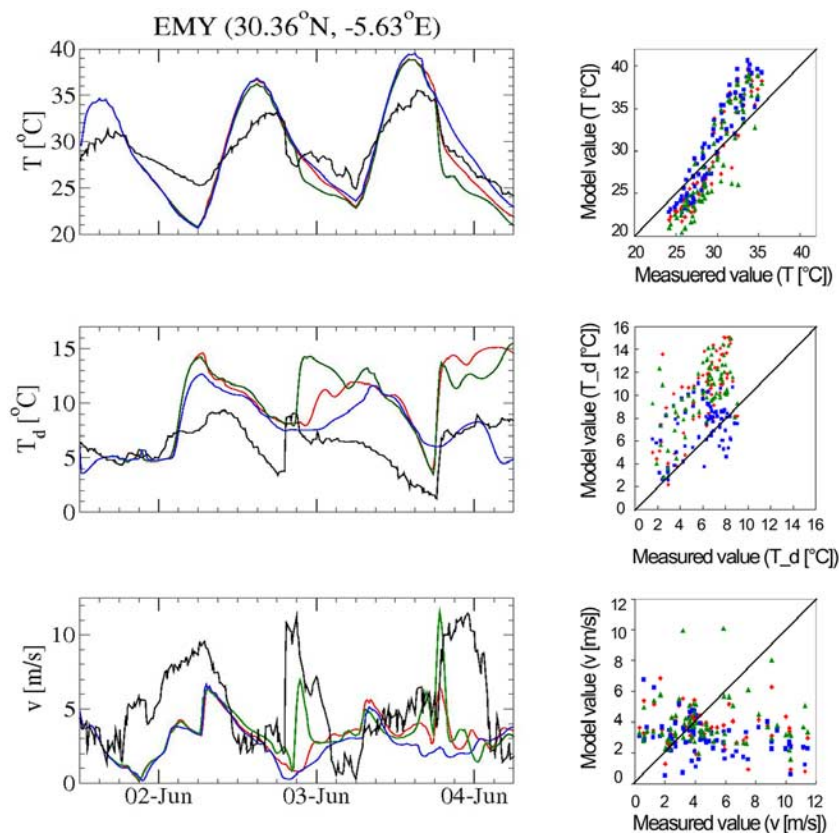 EMY (30.36°N, -5.63°E)
40
35
30
25
20
T [°C]
40
35
30
25
20
Model value (T [°C])
20 25 30 35 40
Measuered value (T [°C])
15
10
5
0
T_d [°C]
16
14
12
10
8
6
4
2
0
Model value (T_d [°C])
0 2 4 6 8 10 12 14 16
Measured value (T_d [°C])
10
5
0
v [m/s]
02-Jun 03-Jun 04-Jun
12
10
8
6
4
2
0
Model value (v [m/s])
0 2 4 6 8 10 12
Measured value (v [m/s])